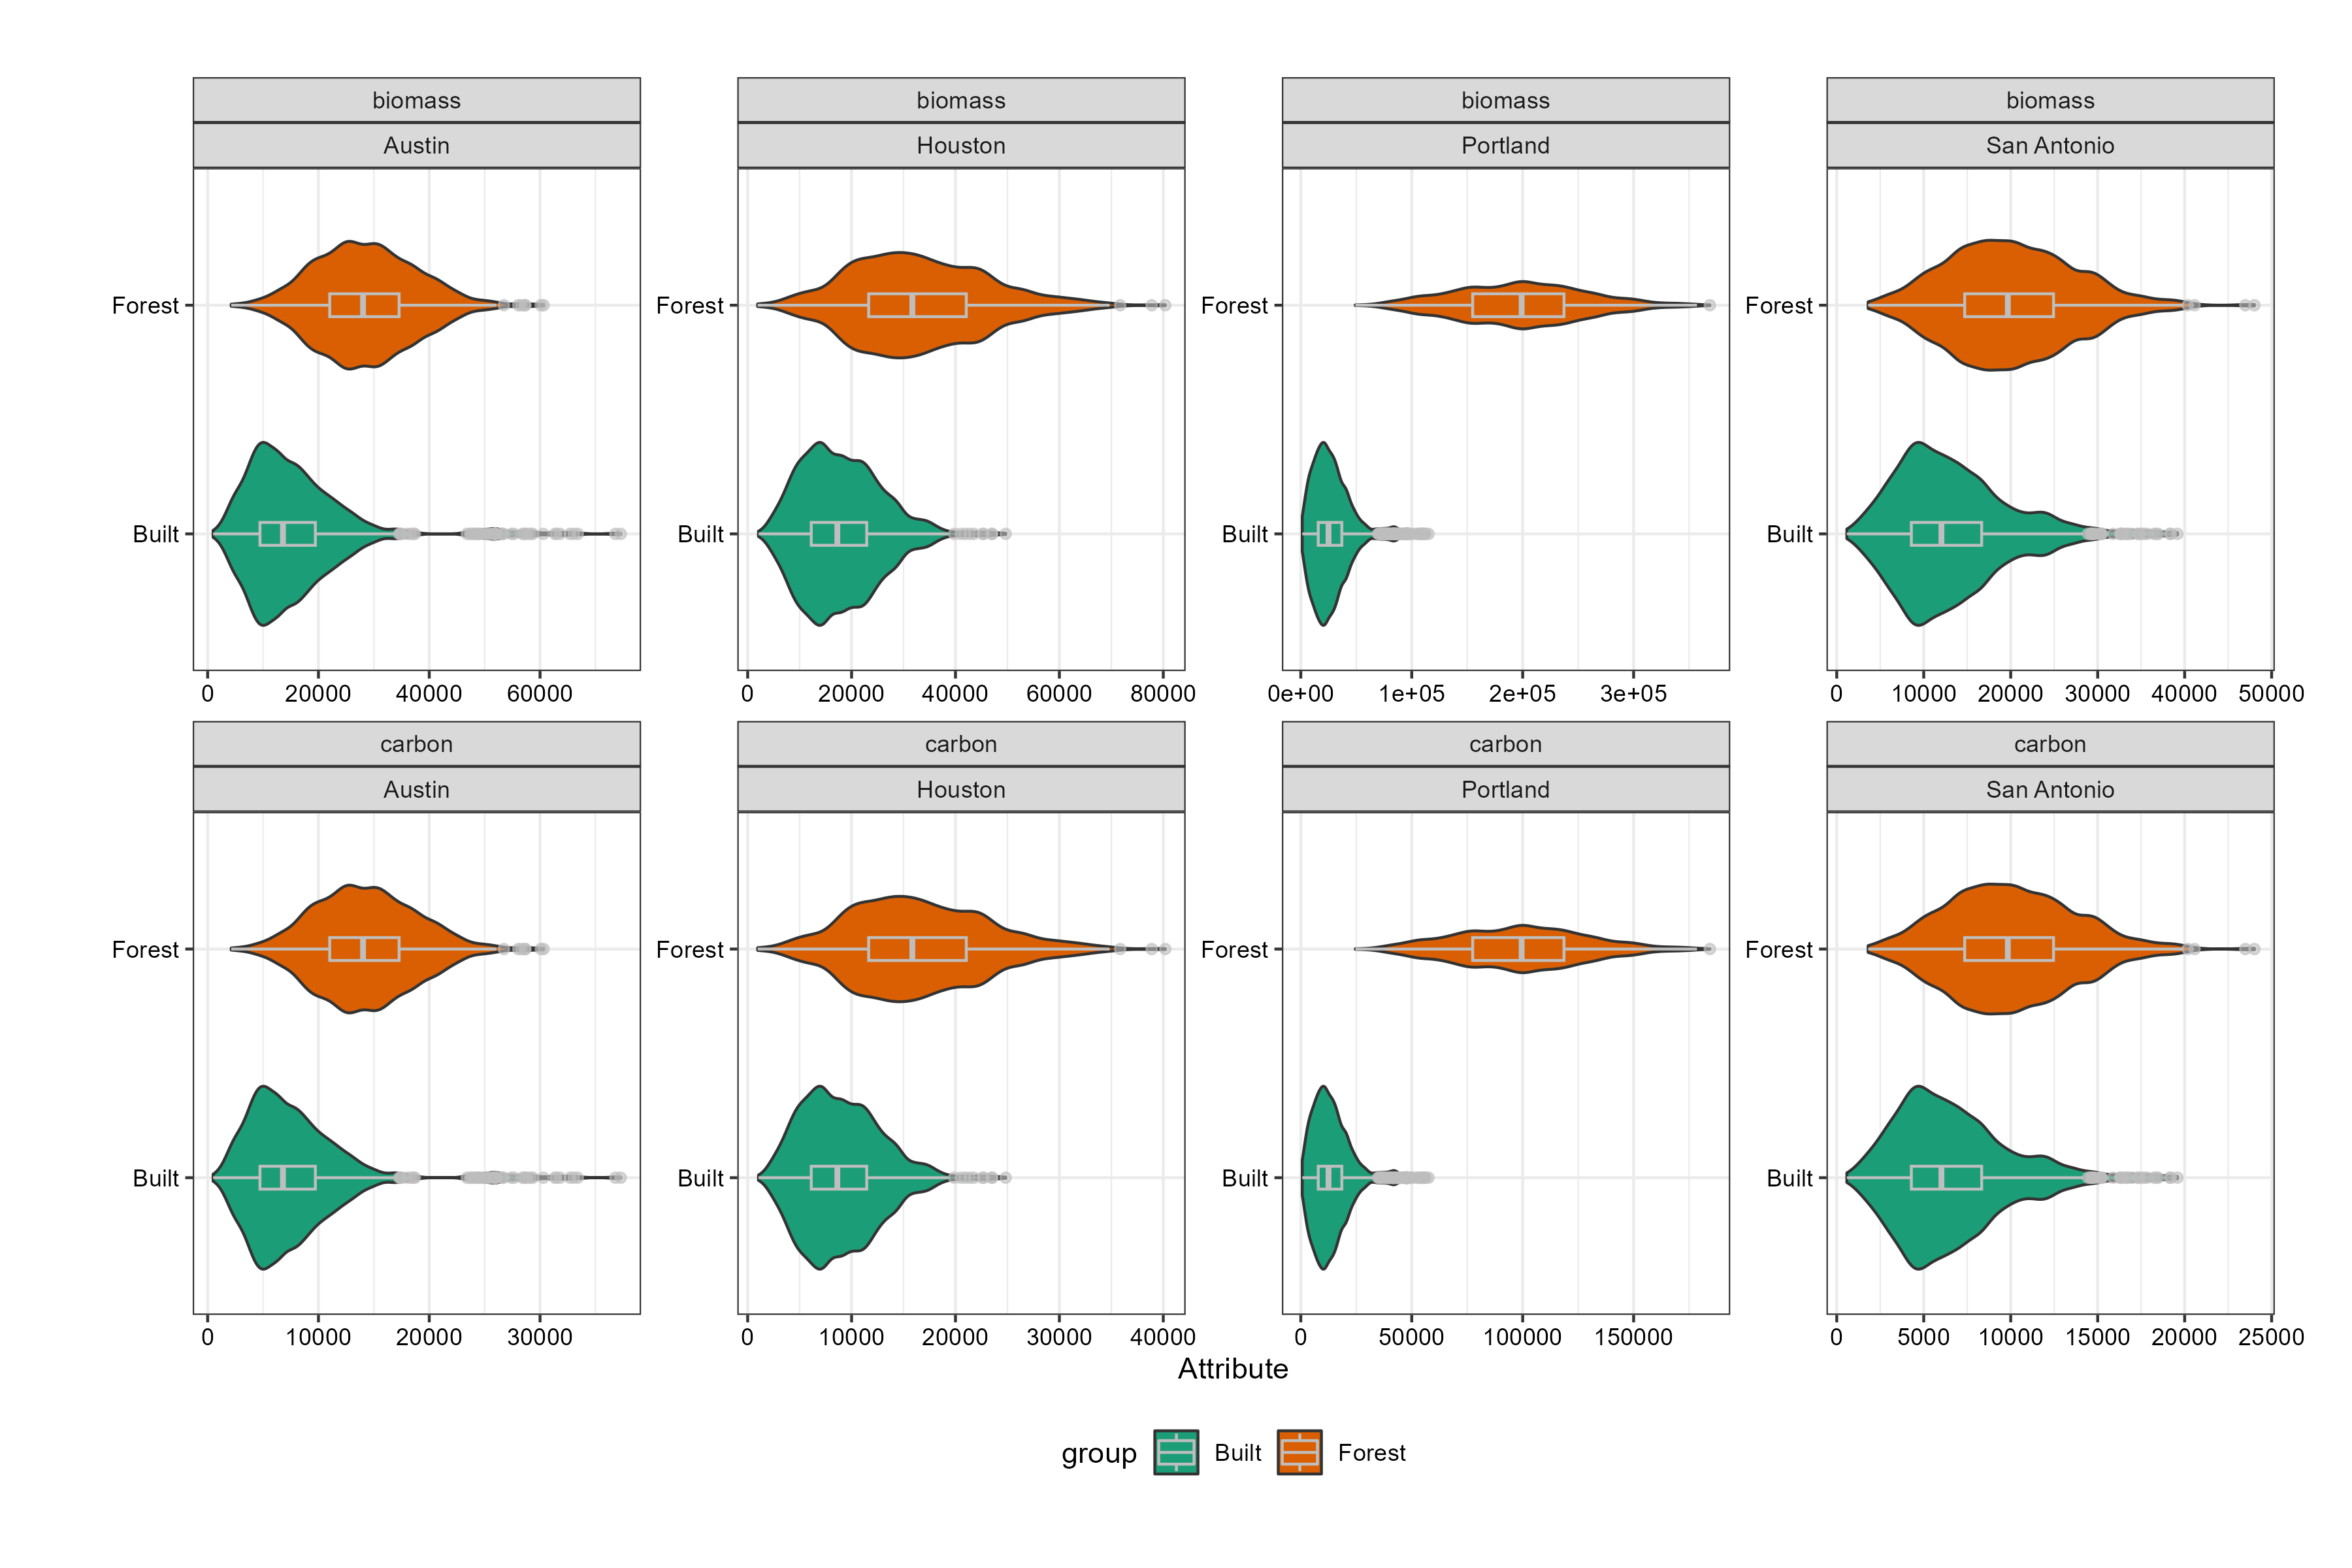 biomass biomass biomass biomass
Austin Houston Portland San Antonio
Forest Forest Forest Forest
Built Built Built Built
0 20000 40000 60000 0 20000 40000 60000 80000 0e+00 1e+05 2e+05 3e+05 0 10000 20000 30000 40000 50000
carbon carbon carbon carbon
Austin Houston Portland San Antonio
Forest Forest Forest Forest
Built Built Built Built
0 10000 20000 30000 0 10000 20000 30000 40000 0 50000 100000 150000 0 5000 10000 15000 20000 25000
Attribute
group Built Forest